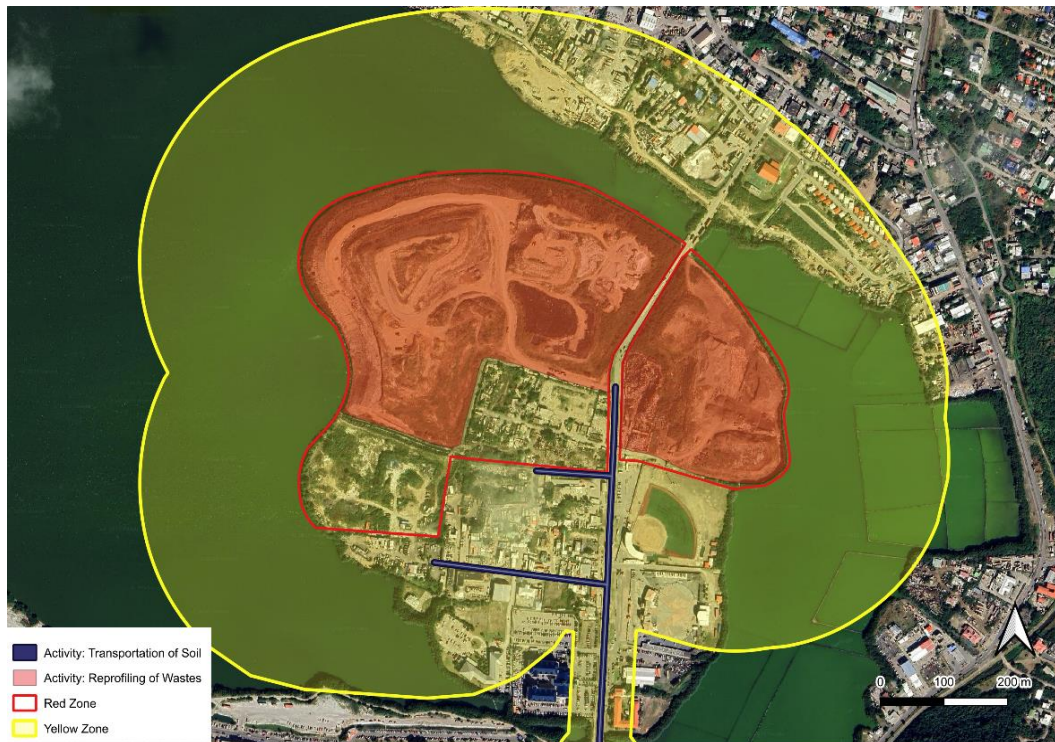 Activity: Transportation of Soil
Activity: Reprofiling of Wastes
Red Zone
Yellow Zone
0 100 200 m